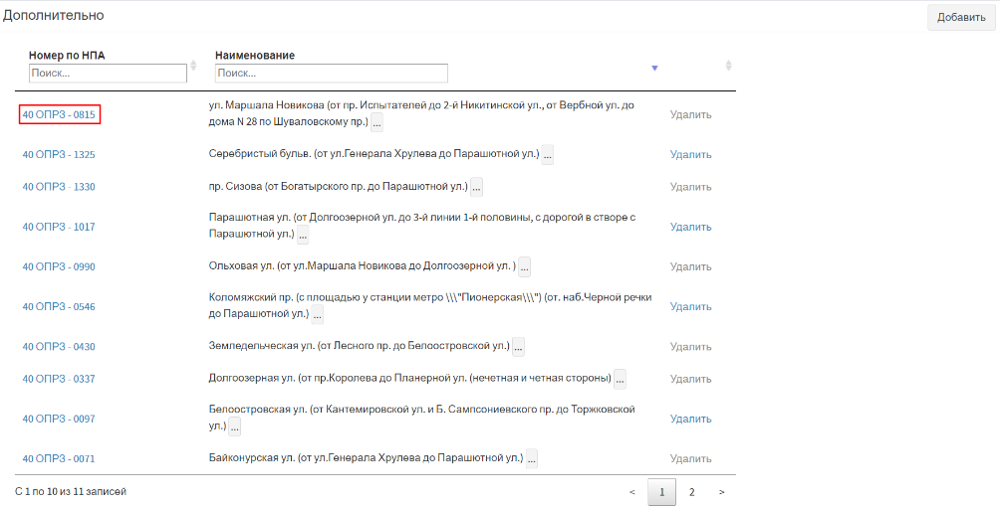 Дополнительно
Добавить
Номер по НПА Наименование
Поиск... Поиск...
40 ОПРЗ - 0815 ул. Маршала Новикова (от пр. Испытателей до 2-й Никитинской ул., от Вербной ул. до дома N 28 по Шуваловскому пр.) ... Удалить
40 ОПРЗ - 1325 Серебристый бульв. (от ул.Генерала Хрулева до Парашютной ул.) ... Удалить
40 ОПРЗ - 1330 пр. Сизова (от Богатырского пр. до Парашютной ул.) ... Удалить
40 ОПРЗ - 1017 Парашютная ул. (от Долгоозерной ул. до 3-й линии 1-й половины, с дорогой в створе с Парашютной ул.) ... Удалить
40 ОПРЗ - 0990 Ольховая ул. (от ул.Маршала Новикова до Долгоозерной ул. ) ... Удалить
40 ОПРЗ - 0546 Коломяжский пр. (с площадью у станции метро \\\"Пионерская\\\") (от. наб.Черной речки до Парашютной ул.) ... Удалить
40 ОПРЗ - 0430 Земледельческая ул. (от Лесного пр. до Белоостровской ул.) ... Удалить
40 ОПРЗ - 0337 Долгоозерная ул. (от пр.Королева до Планерной ул. (нечетная и четная стороны) ... Удалить
40 ОПРЗ - 0097 Белоостровская ул. (от Кантемировской ул. и Б. Сампсониевского пр. до Торжковской ул.) ... Удалить
40 ОПРЗ - 0071 Байконурская ул. (от ул.Генерала Хрулева до Парашютной ул.) ... Удалить
С 1 по 10 из 11 записей < 1 2 >